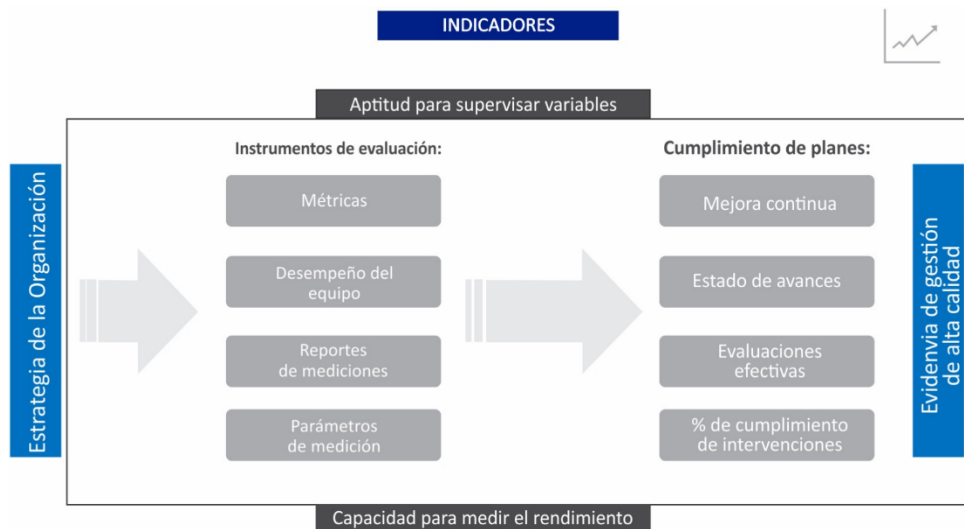 INDICADORES
Aptitud para supervisar variables
Estrategia de la Organización
Instrumentos de evaluación:
Métricas
Desempeño del
equipo
Reportes
de mediciones
Parámetros
de medición
Cumplimiento de planes:
Mejora continua
Estado de avances
Evaluaciones
efectivas
% de cumplimiento
de intervenciones
Evidenvia de gestión
de alta calidad
Capacidad para medir el rendimiento